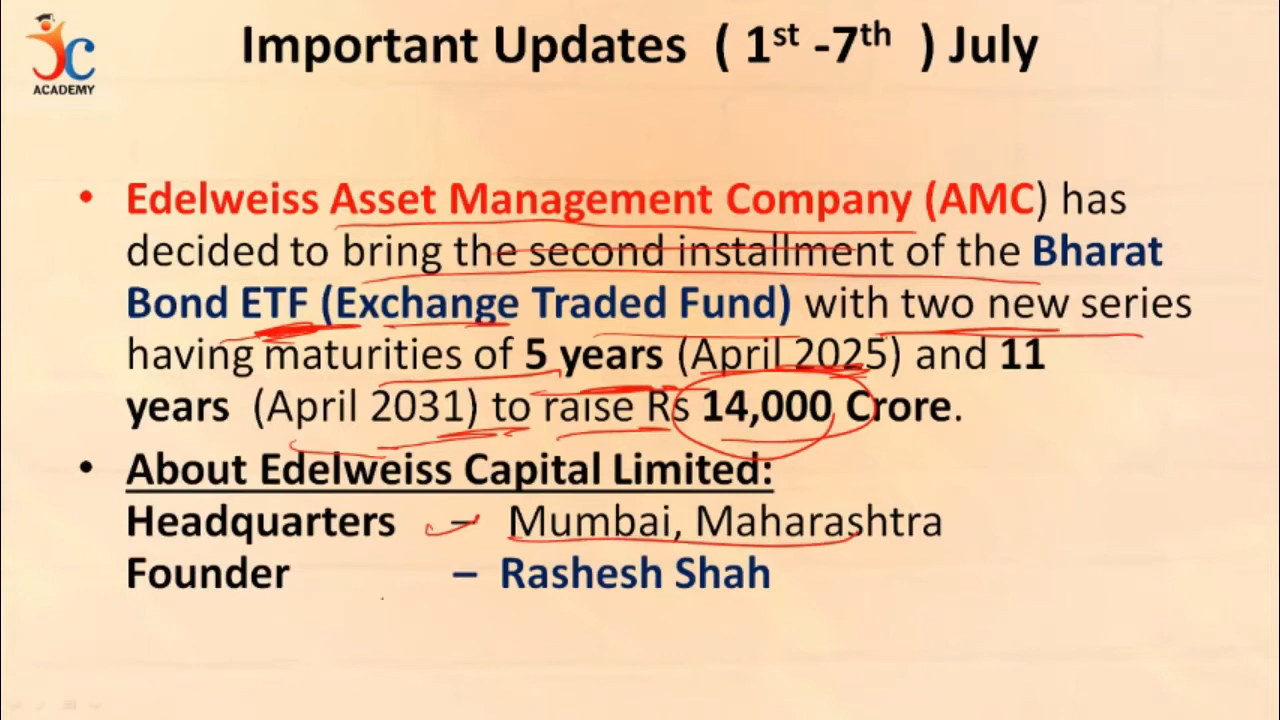 JC
ACADEMY
Important Updates ( 1st -7th ) July
• Edelweiss Asset Management Company (AMC) has
decided to bring the second installment of the Bharat
Bond ETF (Exchange Traded Fund) with two new series
having maturities of 5 years (April 2025) and 11
years (April 2031) to raise Rs 14,000 Crore.
• About Edelweiss Capital Limited:
Headquarters – Mumbai, Maharashtra
Founder – Rashesh Shah